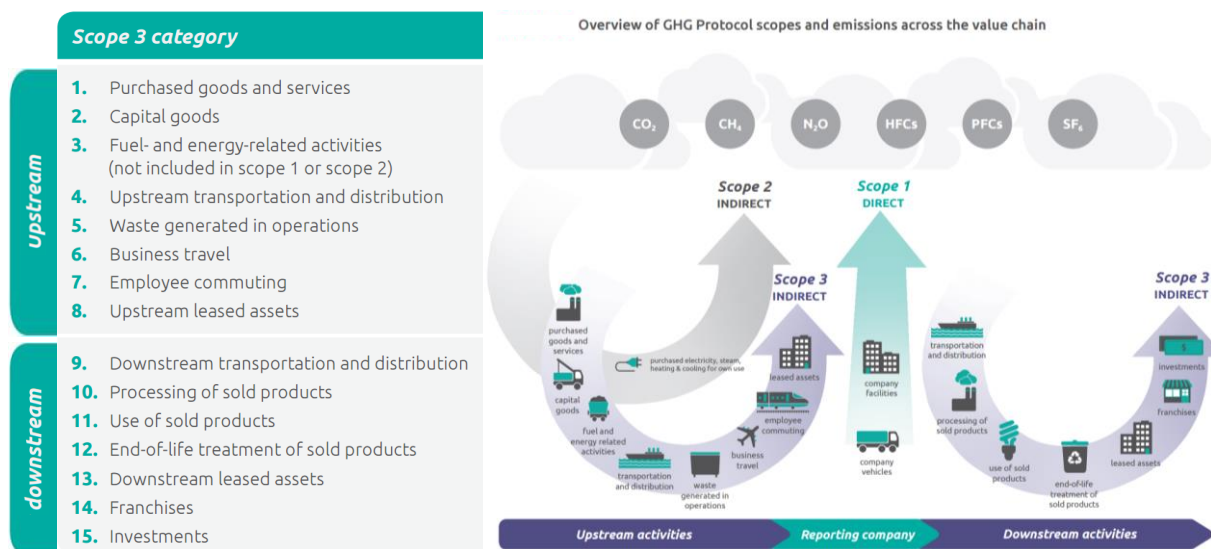 Scope 3 category
upstream
1. Purchased goods and services
2. Capital goods
3. Fuel- and energy-related activities
(not included in scope 1 or scope 2)
4. Upstream transportation and distribution
5. Waste generated in operations
6. Business travel
7. Employee commuting
8. Upstream leased assets
downstream
9. Downstream transportation and distribution
10. Processing of sold products
11. Use of sold products
12. End-of-life treatment of sold products
13. Downstream leased assets
14. Franchises
15. Investments
Overview of GHG Protocol scopes and emissions across the value chain
CO₂
CH₄
N₂O
HFCs
PFCs
SF₆
Scope 2
INDIRECT
Scope 1
DIRECT
Scope 3
INDIRECT
Scope 3
INDIRECT
purchased
goods and
services
capital
goods
fuel and
energy related
activities
transportation
and distribution
waste
generated in
operations
business
travel
employee
commuting
leased assets
purchased electricity, steam,
heating & cooling for own use
company
facilities
company
vehicles
transportation
and distribution
processing of
sold products
use of sold
products
end-of-life
treatment of
sold products
leased assets
franchises
investments
$
Upstream activities
Reporting company
Downstream activities